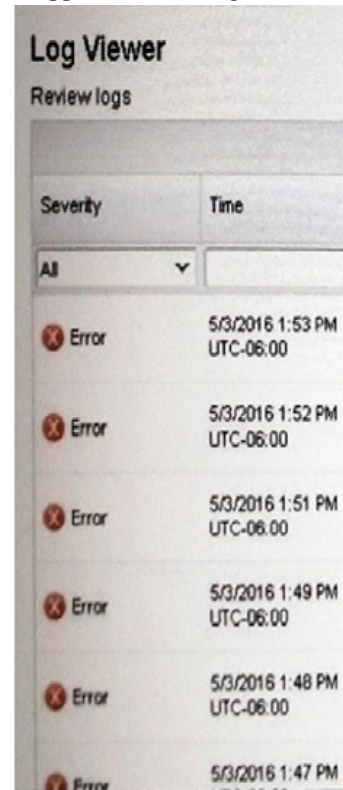 Log Viewer
Review logs
Severity Time
All
Error 5/3/2016 1:53 PM
UTC-06:00
Error 5/3/2016 1:52 PM
UTC-06:00
Error 5/3/2016 1:51 PM
UTC-06:00
Error 5/3/2016 1:49 PM
UTC-06:00
Error 5/3/2016 1:48 PM
UTC-06:00
Error 5/3/2016 1:47 PM